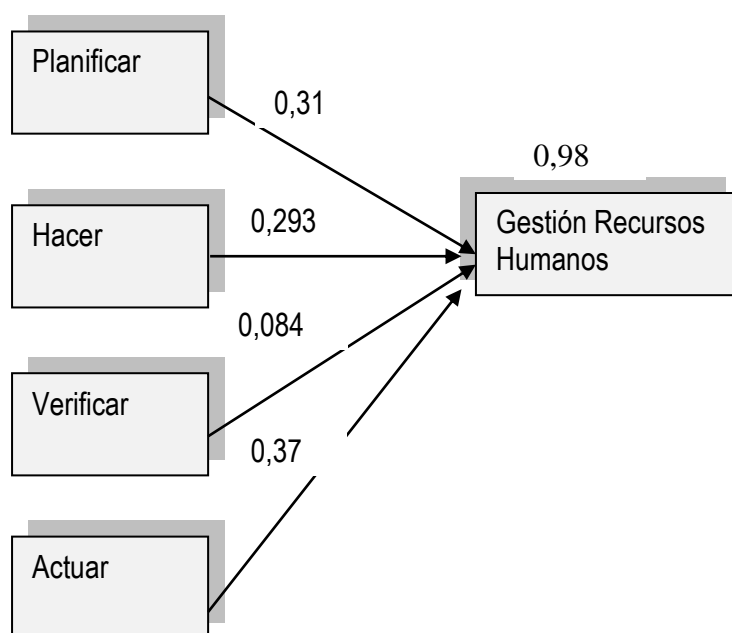 Planificar
0,31
0,98
Hacer
0,293
Gestión Recursos
Humanos
0,084
Verificar
0,37
Actuar